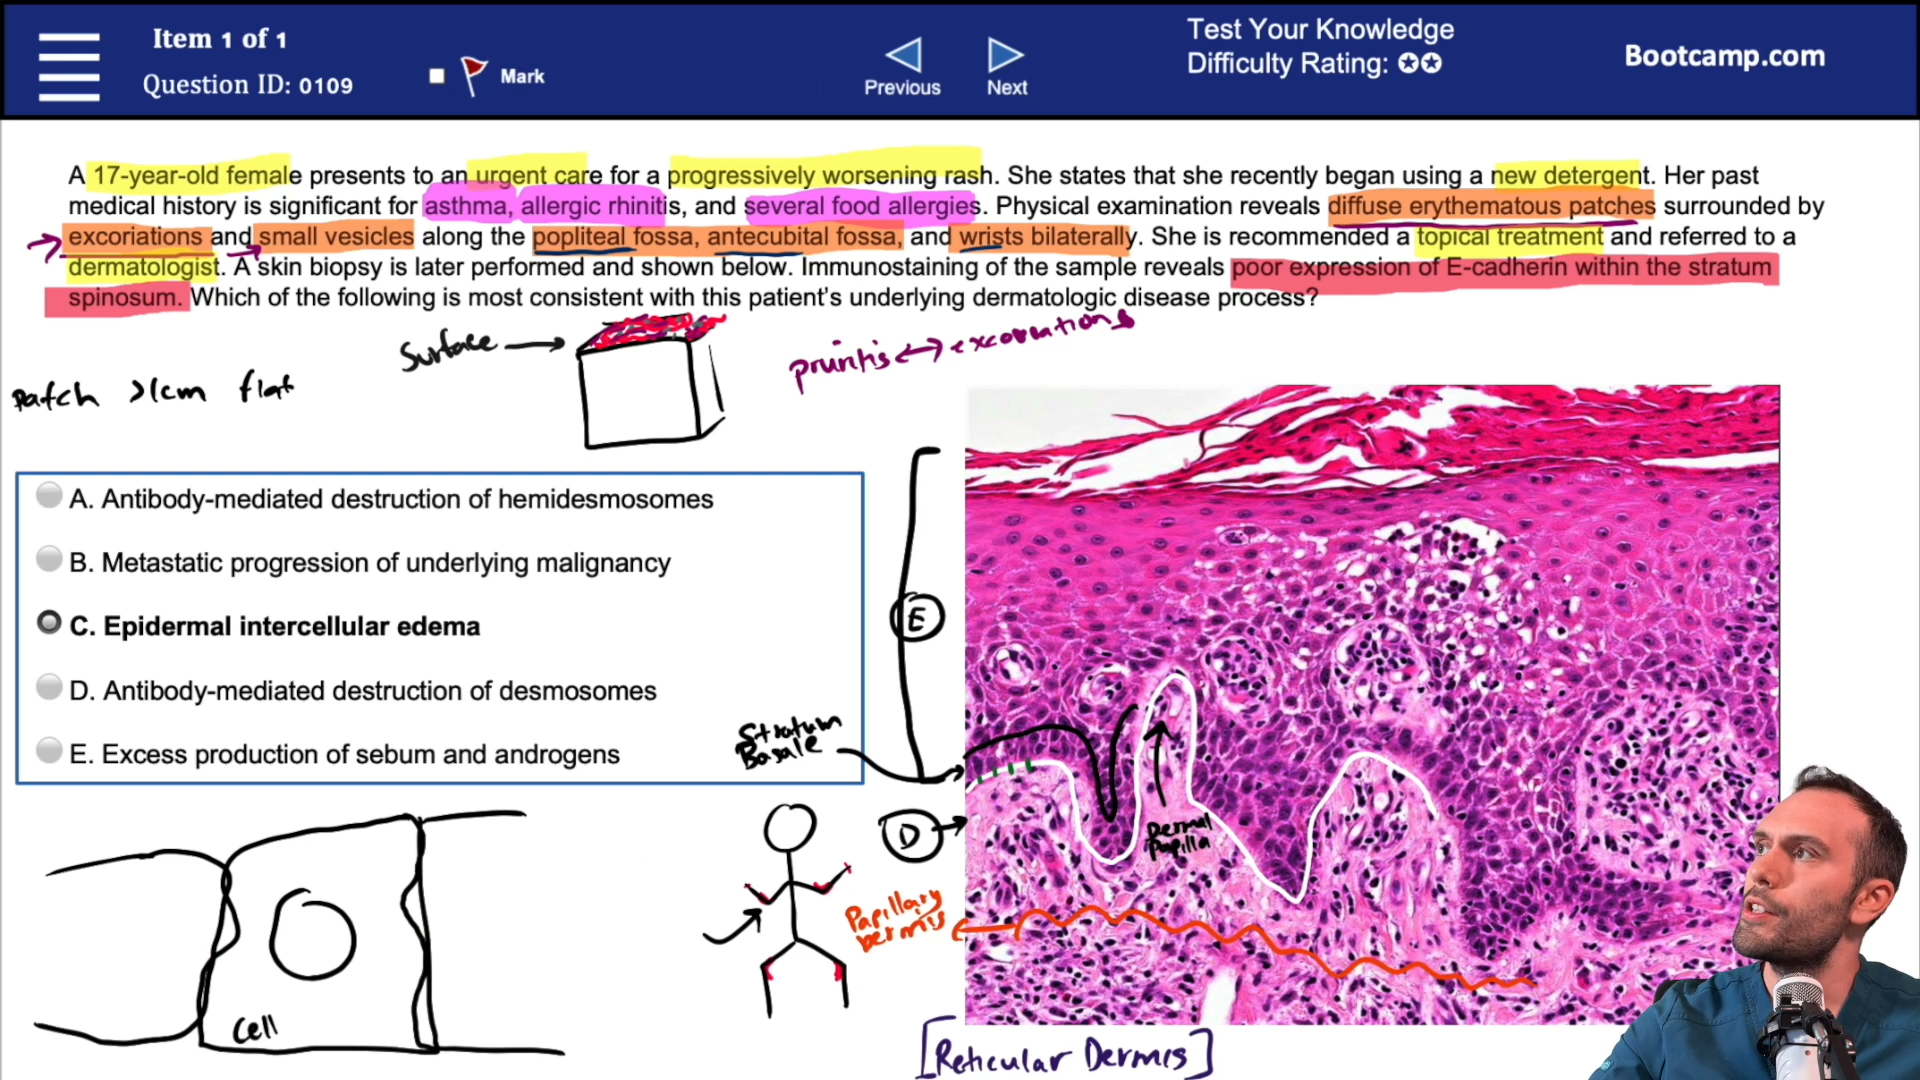 Item 1 of 1
Question ID: 0109
Mark
Previous
Next
Test Your Knowledge
Difficulty Rating:
Bootcamp.com
A 17-year-old female presents to an urgent care for a progressively worsening rash. She states that she recently began using a new detergent. Her past
medical history is significant for asthma, allergic rhinitis, and several food allergies. Physical examination reveals diffuse erythematous patches surrounded by
excoriations and small vesicles along the popliteal fossa, antecubital fossa, and wrists bilaterally. She is recommended a topical treatment and referred to a
dermatologist. A skin biopsy is later performed and shown below. Immunostaining of the sample reveals poor expression of E-cadherin within the stratum
spinosum. Which of the following is most consistent with this patient's underlying dermatologic disease process?
Surface
pruritis ↔ excoriations
Patch >1cm flat
A. Antibody-mediated destruction of hemidesmosomes
B. Metastatic progression of underlying malignancy
C. Epidermal intercellular edema
D. Antibody-mediated destruction of desmosomes
E. Excess production of sebum and androgens
E
Stratum
Basale
D
Dermal
Papilla
Papillary
Dermis
Cell
[Reticular Dermis]